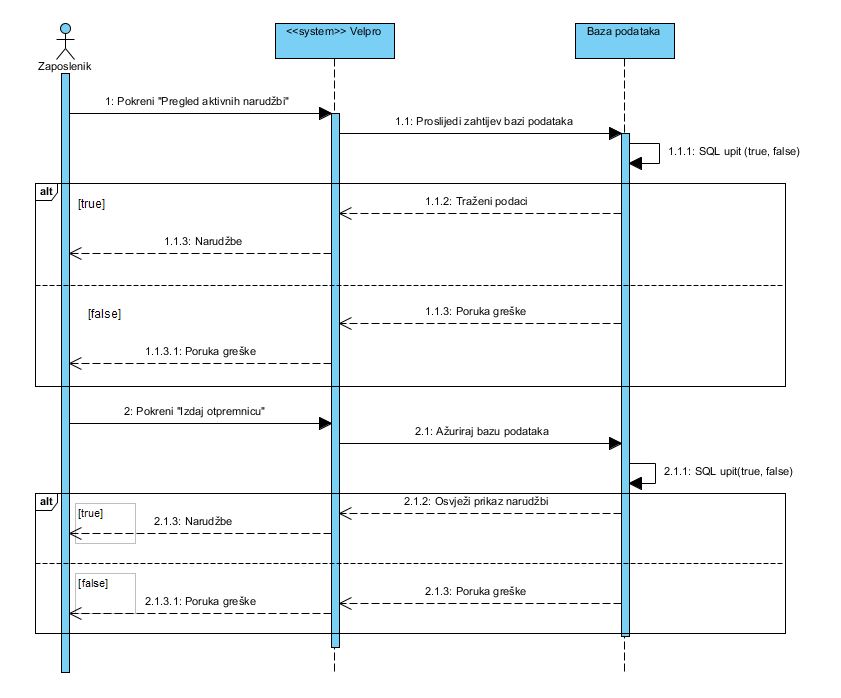 Zaposlenik
<<system>> Velpro
Baza podataka
1: Pokreni "Pregled aktivnih narudžbi"
1.1: Proslijedi zahtijev bazi podataka
1.1.1: SQL upit (true, false)
alt
[true]
1.1.2: Traženi podaci
1.1.3: Narudžbe
[false]
1.1.3: Poruka greške
1.1.3.1: Poruka greške
2: Pokreni "Izdaj otpremnicu"
2.1: Ažuriraj bazu podataka
2.1.1: SQL upit(true, false)
alt
[true]
2.1.2: Osvježi prikaz narudžbi
2.1.3: Narudžbe
[false]
2.1.3: Poruka greške
2.1.3.1: Poruka greške